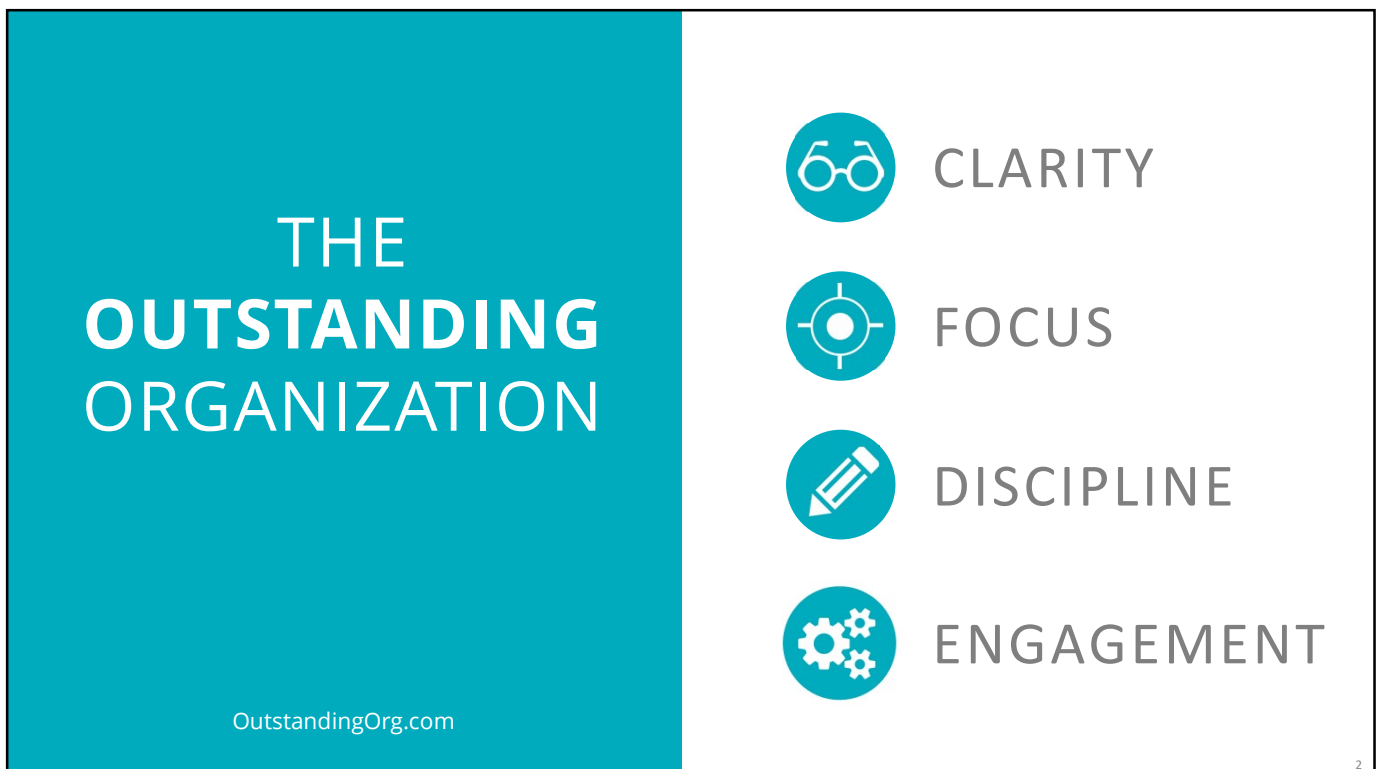 THE
OUTSTANDING
ORGANIZATION
OutstandingOrg.com
CLARITY
FOCUS
DISCIPLINE
ENGAGEMENT
2